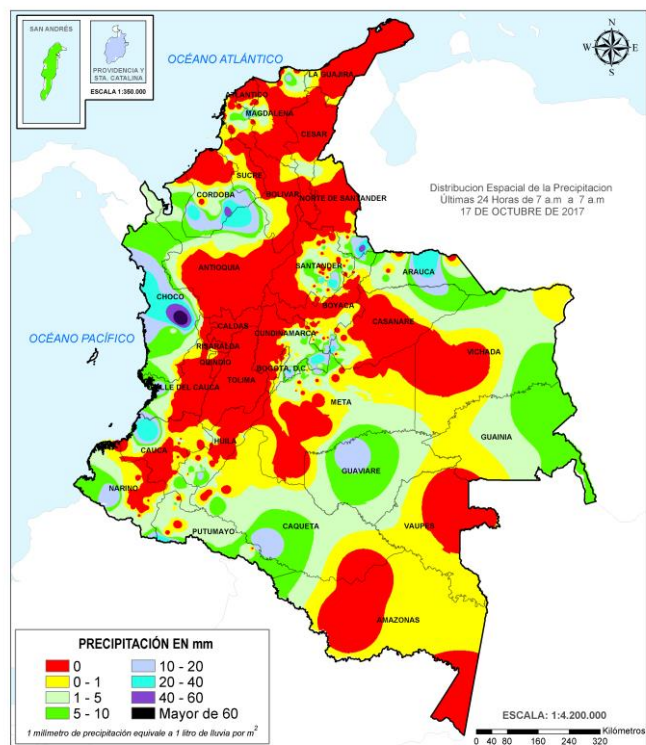 SAN ANDRÉS
PROVIDENCIA Y
STA. CATALINA
ESCALA 1:350.000
OCÉANO ATLÁNTICO
N
W
E
S
LA GUAJIRA
ATLANTICO
MAGDALENA
CESAR
SUCRE
CORDOBA
BOLIVAR
NORTE DE SANTANDER
Distribucion Espacial de la Precipitacion
Últimas 24 Horas de 7 a.m a 7 a.m
17 DE OCTUBRE DE 2017
SANTANDER
ARAUCA
ANTIOQUIA
CHOCO
BOYACA
CASANARE
OCÉANO PACÍFICO
CALDAS
CUNDINAMARCA
RISARALDA
VICHADA
QUINDIO
BOGOTA, D.C.
TOLIMA
VALLE DEL CAUCA
META
GUAINIA
HUILA
CAUCA
GUAVIARE
NARIÑO
CAQUETA
VAUPES
PUTUMAYO
AMAZONAS
PRECIPITACIÓN EN mm
0
10 - 20
0 - 1
20 - 40
1 - 5
40 - 60
5 - 10
Mayor de 60
1 milimetro de precipitación equivale a 1 litro de lluvia por m²
ESCALA: 1:4.200.000
Kilómetros
0 40 80 160 240 320